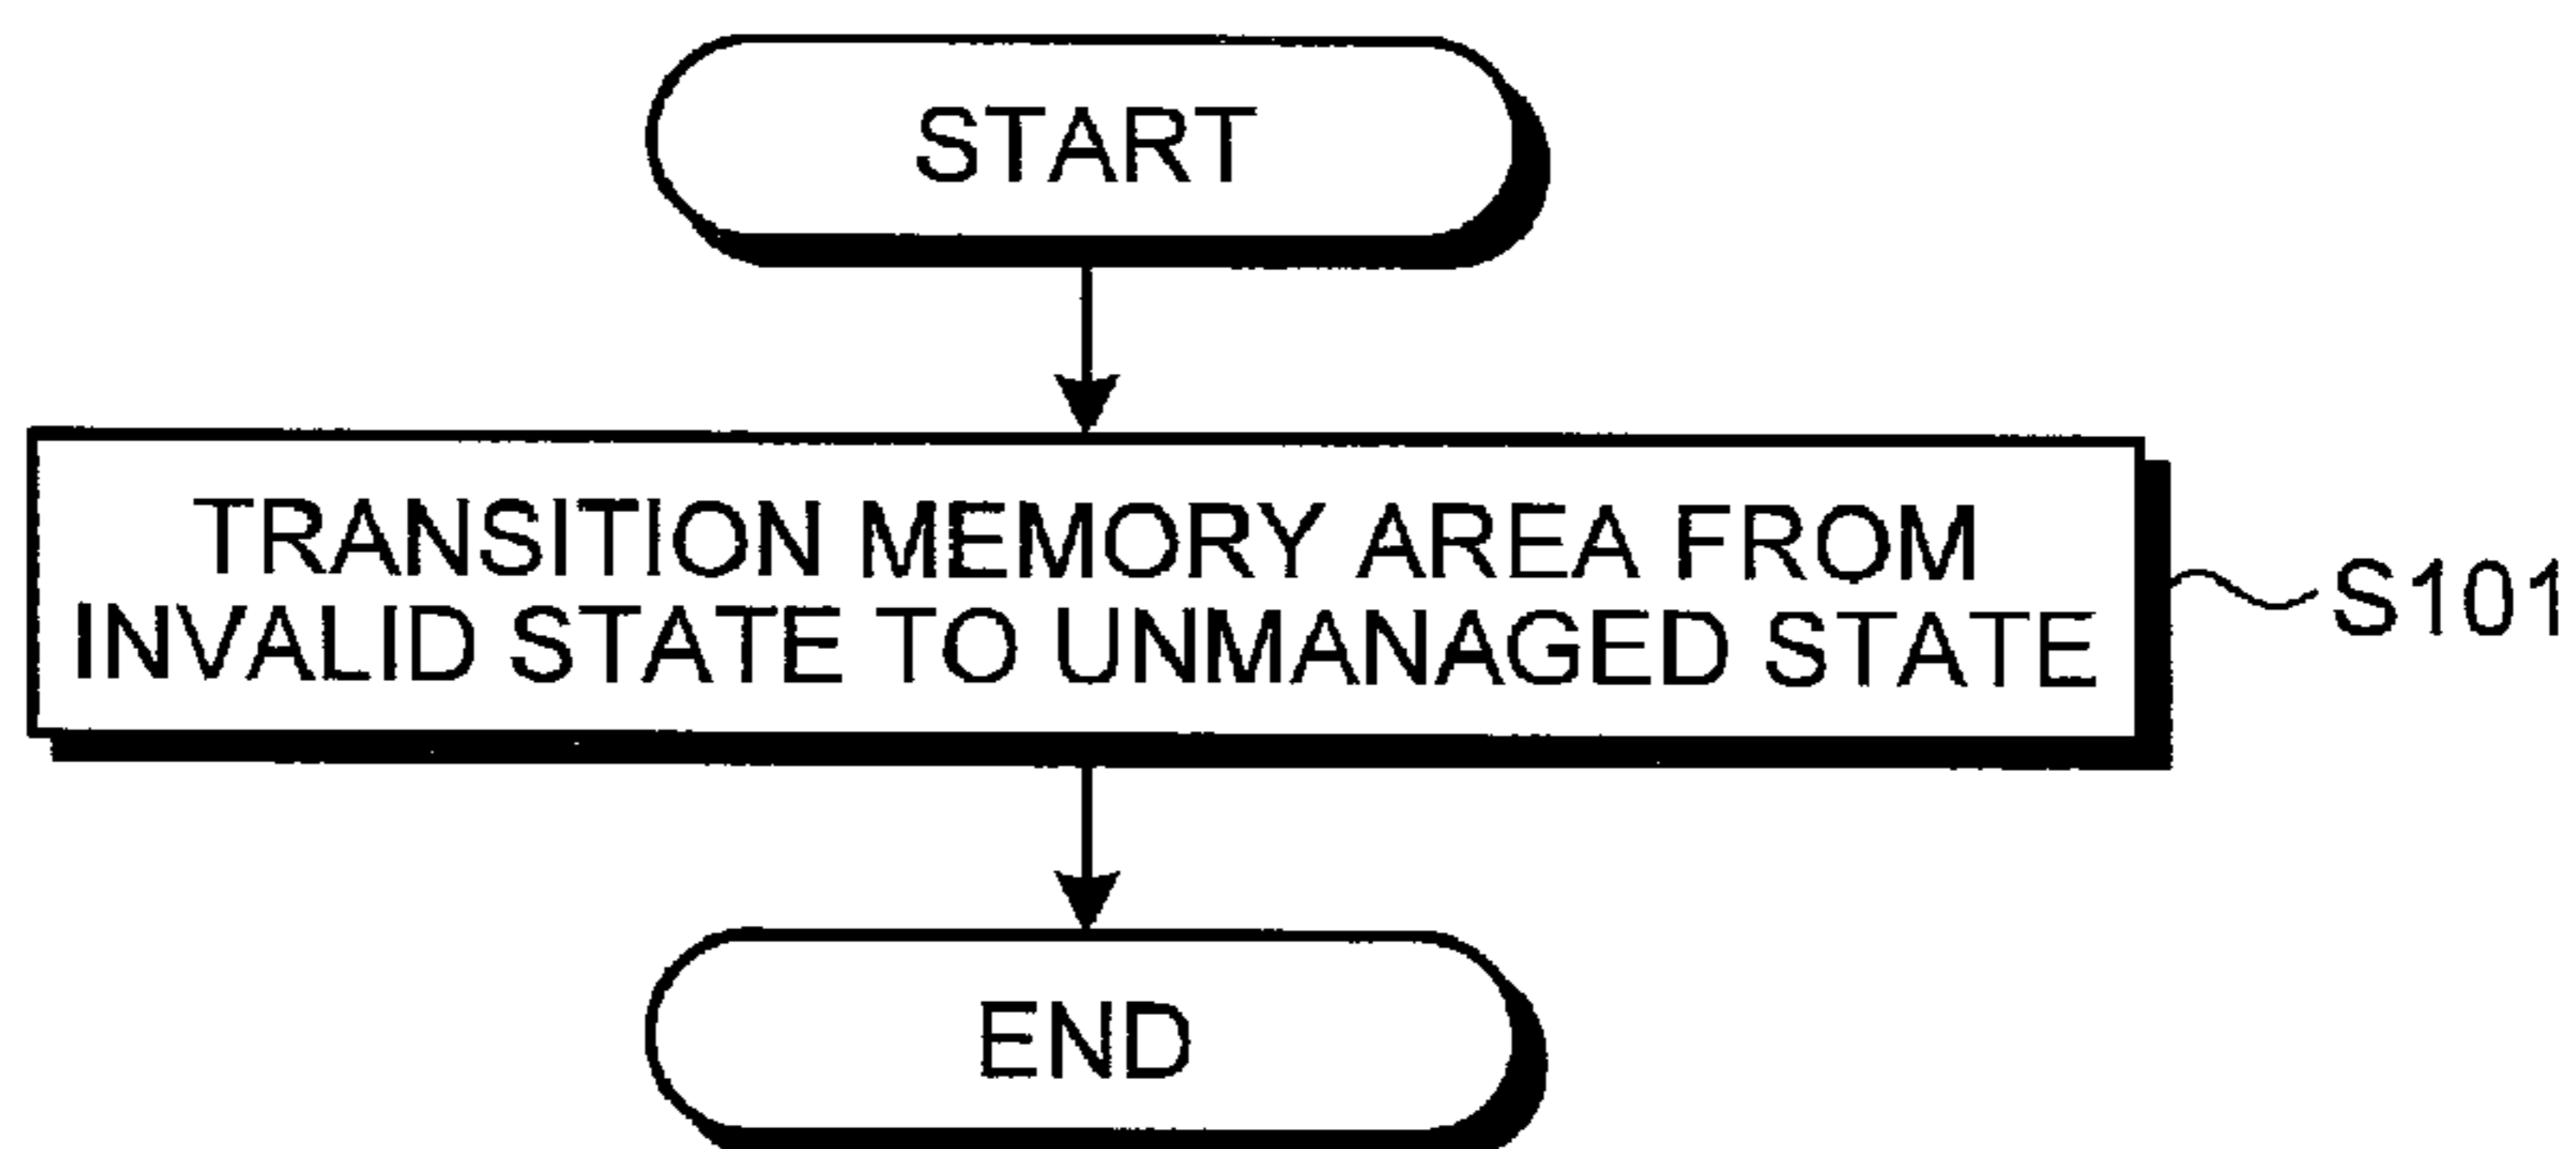 START
TRANSITION MEMORY AREA FROM
INVALID STATE TO UNMANAGED STATE
S101
END